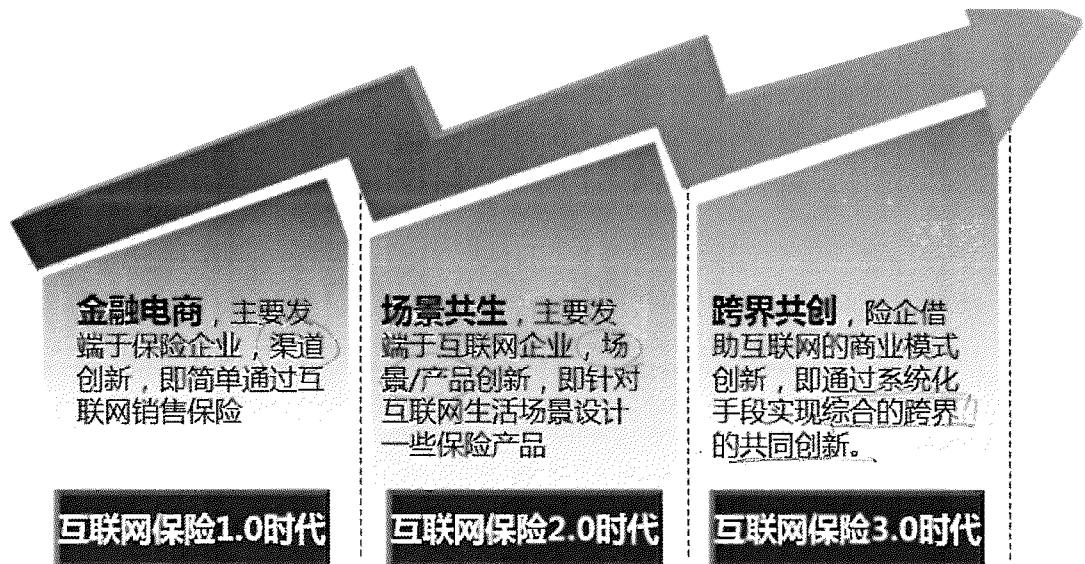 金融电商，主要发
端于保险企业，渠道
创新，即简单通过互
联网销售保险
场景共生，主要发
端于互联网企业，场
景/产品创新，即针对
互联网生活场景设计
一些保险产品
跨界共创，险企借
助互联网的商业模式
创新，即通过系统化
手段实现综合的跨界
的共同创新。
互联网保险1.0时代
互联网保险2.0时代
互联网保险3.0时代